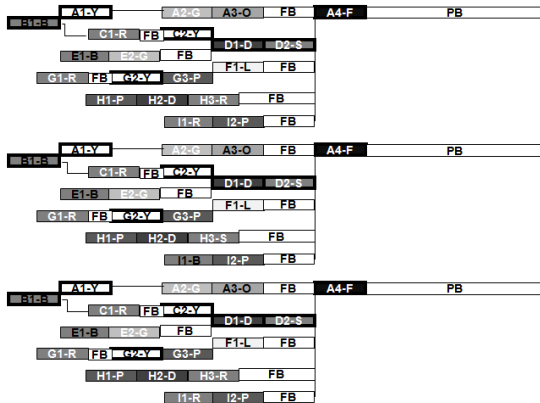 A1-Y A2-G A3-O FB A4-F PB
B1-B
C1-R FB C2-Y
D1-D D2-S
E1-B E2-G FB
F1-L FB
G1-R FB G2-Y G3-P
H1-P H2-D H3-R FB
I1-R I2-P FB
A1-Y A2-G A3-O FB A4-F PB
B1-B
C1-R FB C2-Y
D1-D D2-S
E1-B E2-G FB
F1-L FB
G1-R FB G2-Y G3-P
H1-P H2-D H3-S FB
I1-B I2-P FB
A1-Y A2-G A3-O FB A4-F PB
B1-B
C1-R FB C2-Y
D1-D D2-S
E1-B E2-G FB
F1-L FB
G1-R FB G2-Y G3-P
H1-P H2-D H3-R FB
I1-R I2-P FB